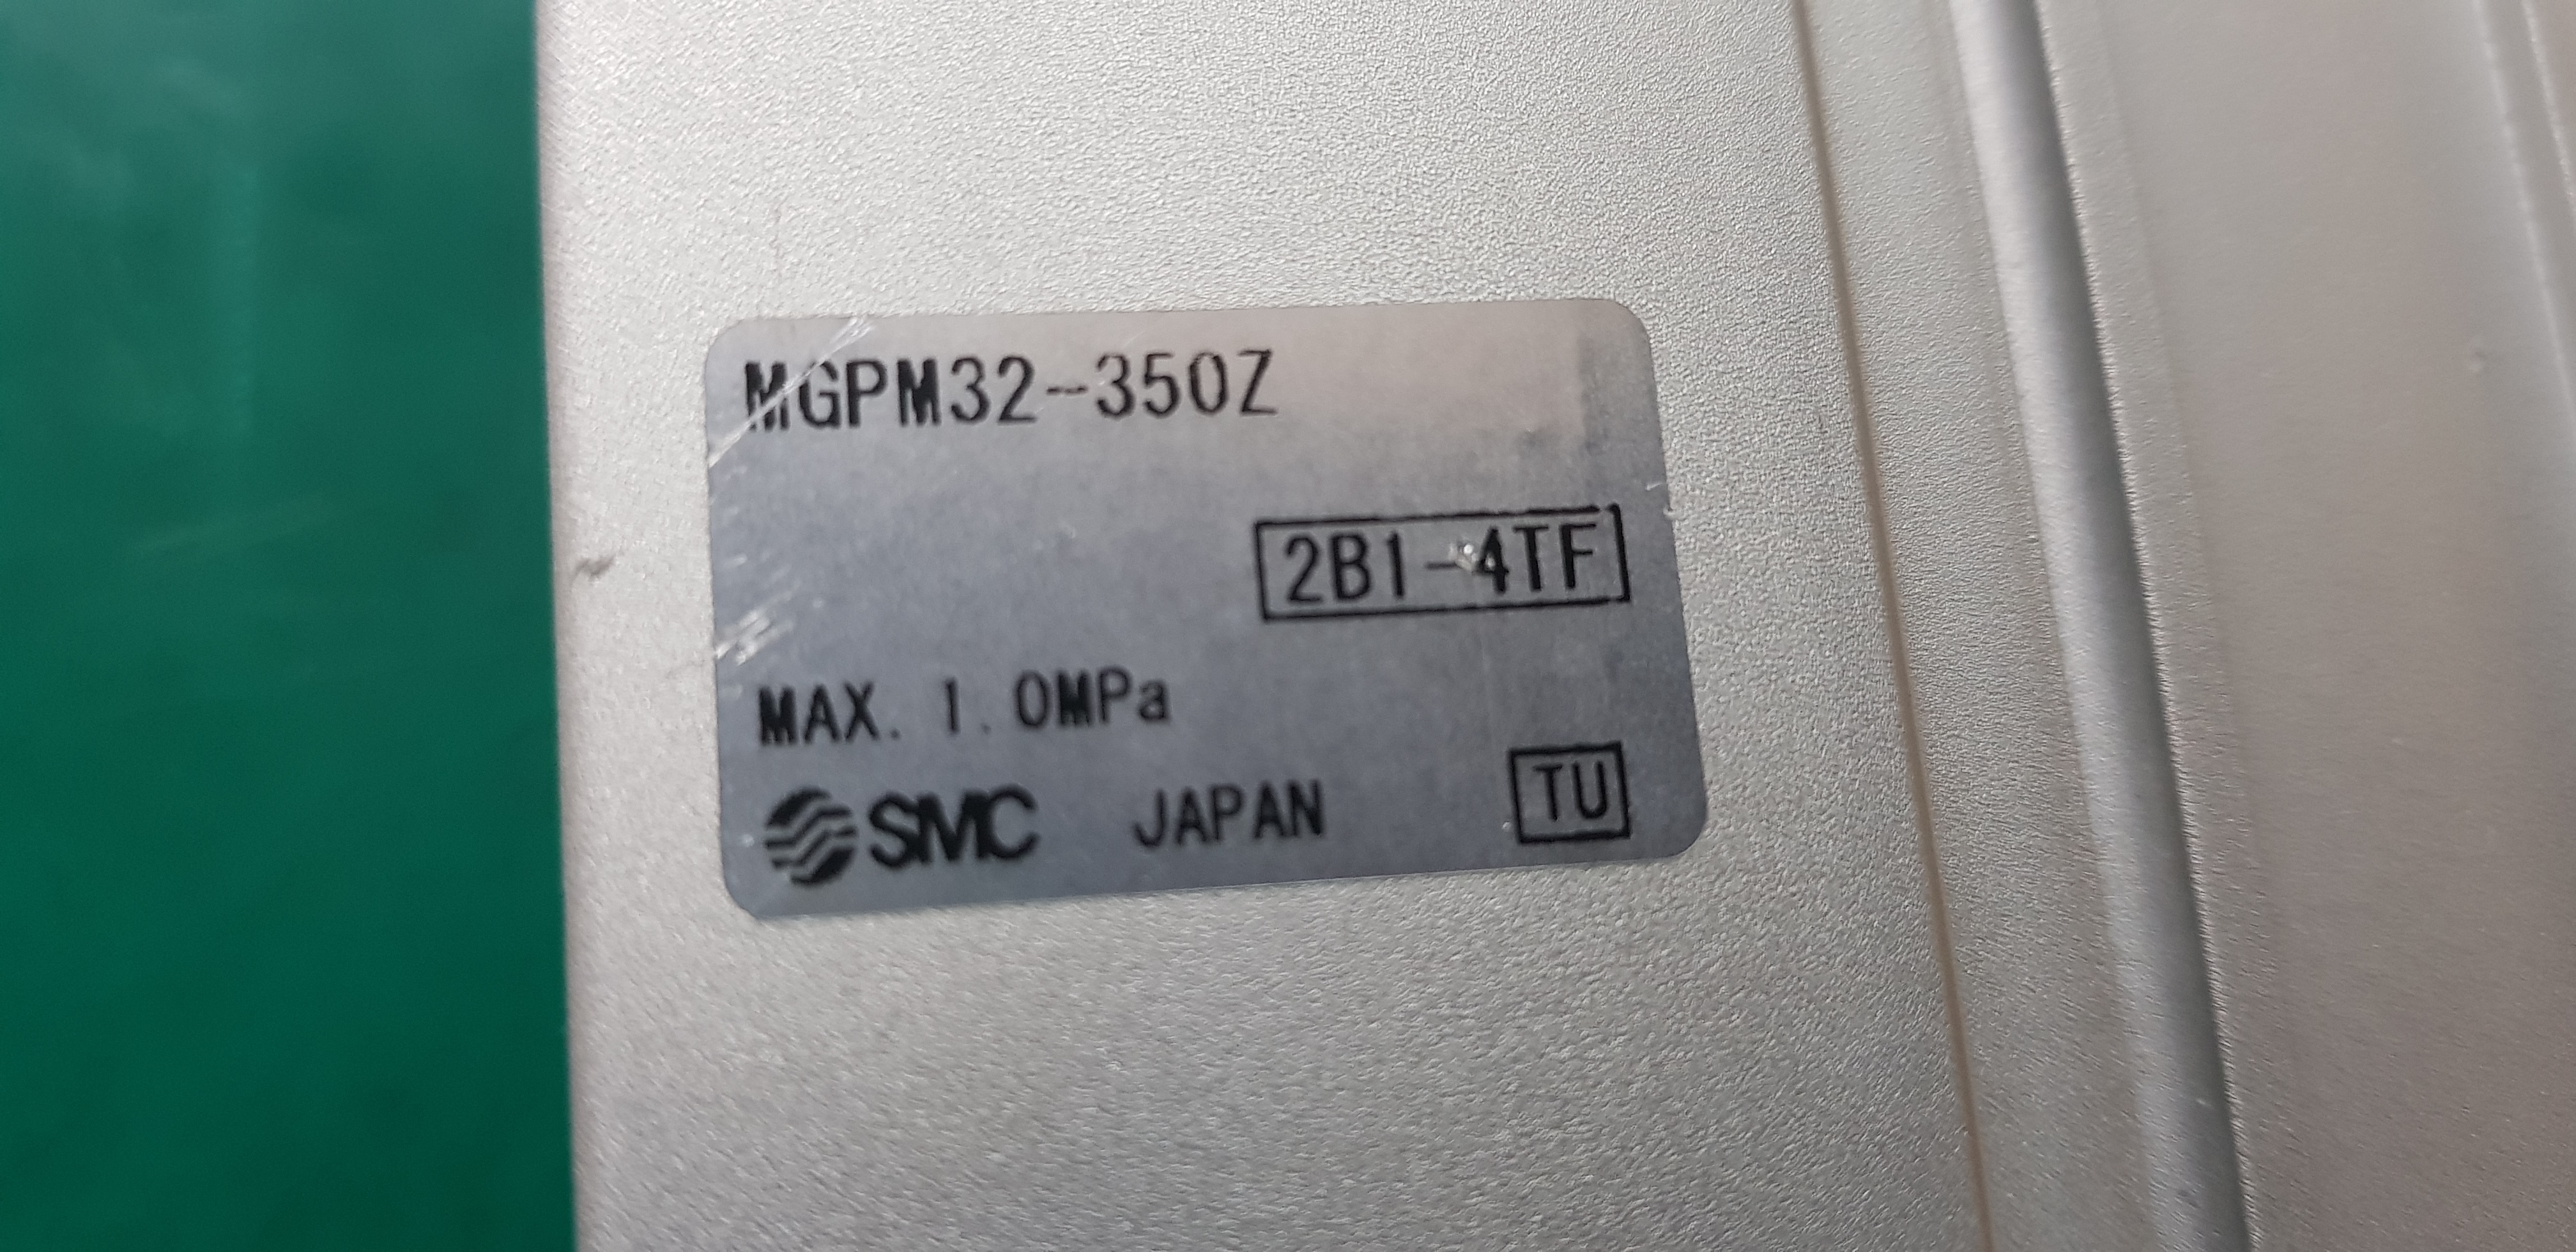 MGPM32-350Z
2B1-4TF
MAX. 1.0MPa
SMC JAPAN TU